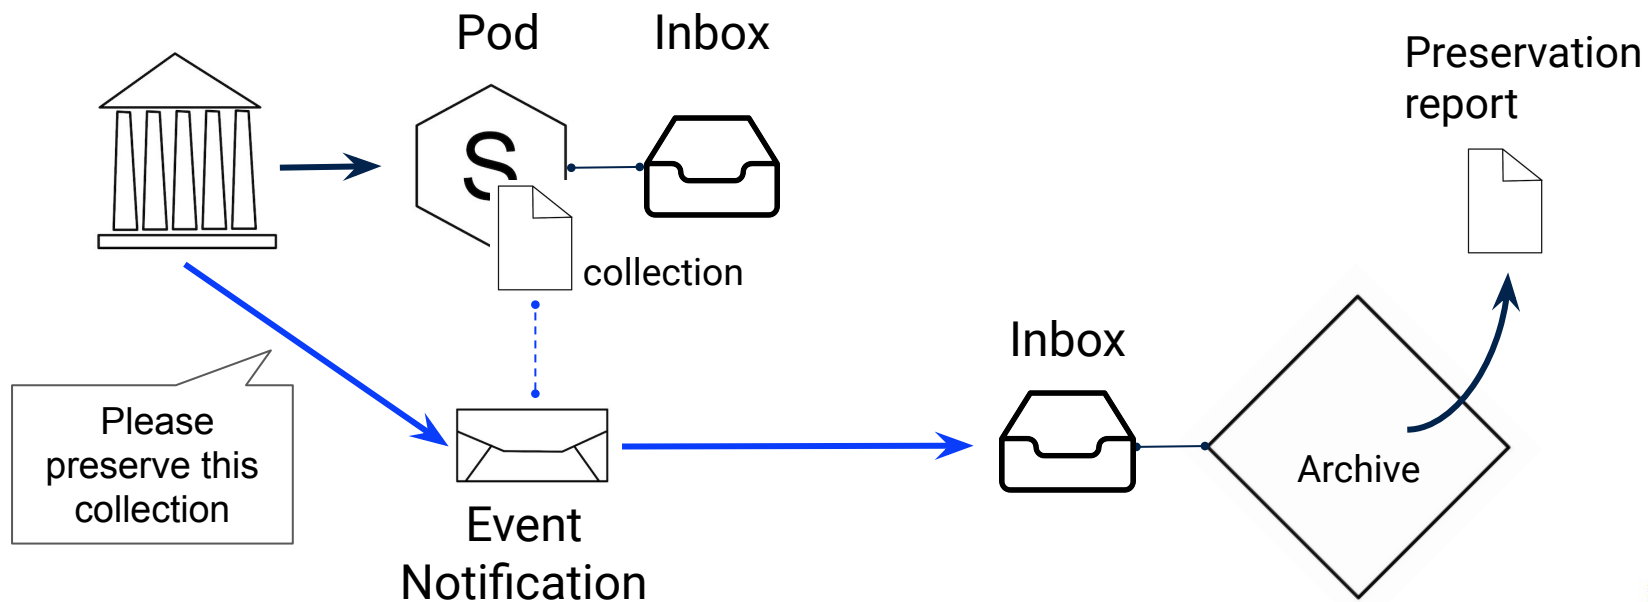 Pod
Inbox
Preservation
report
S
collection
Inbox
Please
preserve this
collection
Archive
Event
Notification